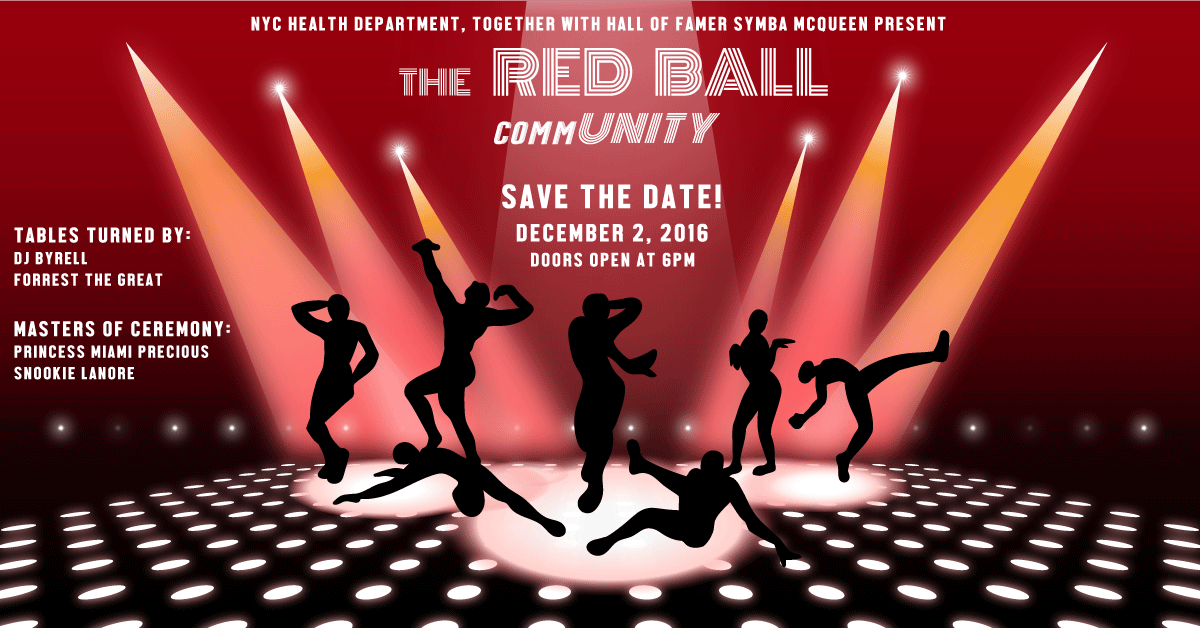 NYC HEALTH DEPARTMENT, TOGETHER WITH HALL OF FAMER SYMBA MCQUEEN PRESENT
THE RED BALL
COMMUNITY
SAVE THE DATE!
DECEMBER 2, 2016
DOORS OPEN AT 6PM
TABLES TURNED BY:
DJ BYRELL
FORREST THE GREAT
MASTERS OF CEREMONY:
PRINCESS MIAMI PRECIOUS
SNOOKIE LANORE